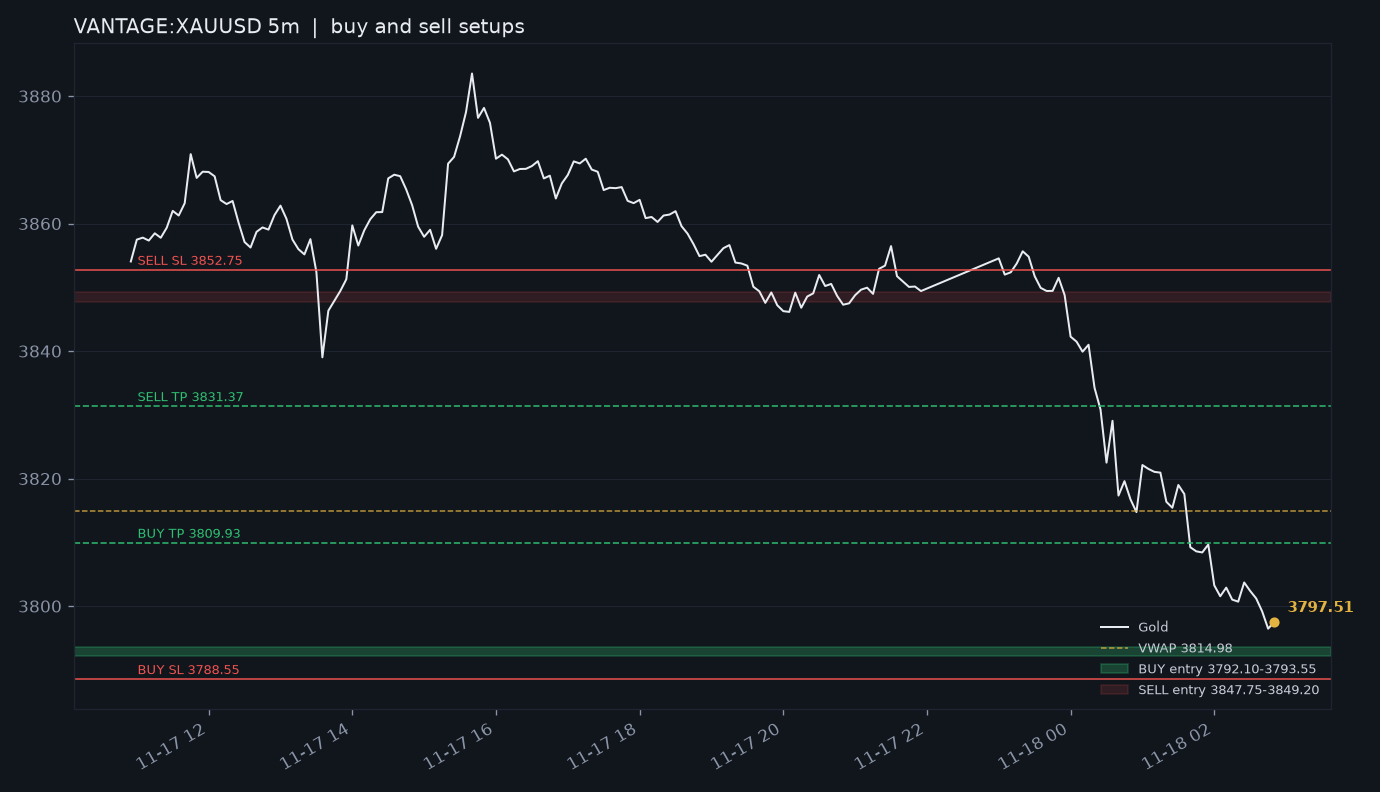 VANTAGE:XAUUSD 5m | buy and sell setups
3880
3860
SELL SL 3852.75
3840
SELL TP 3831.37
3820
BUY TP 3809.93
3800
3797.51
Gold
VWAP 3814.98
BUY entry 3792.10-3793.55
BUY SL 3788.55
SELL entry 3847.75-3849.20
11-17 12
11-17 14
11-17 16
11-17 18
11-17 20
11-17 22
11-18 00
11-18 02